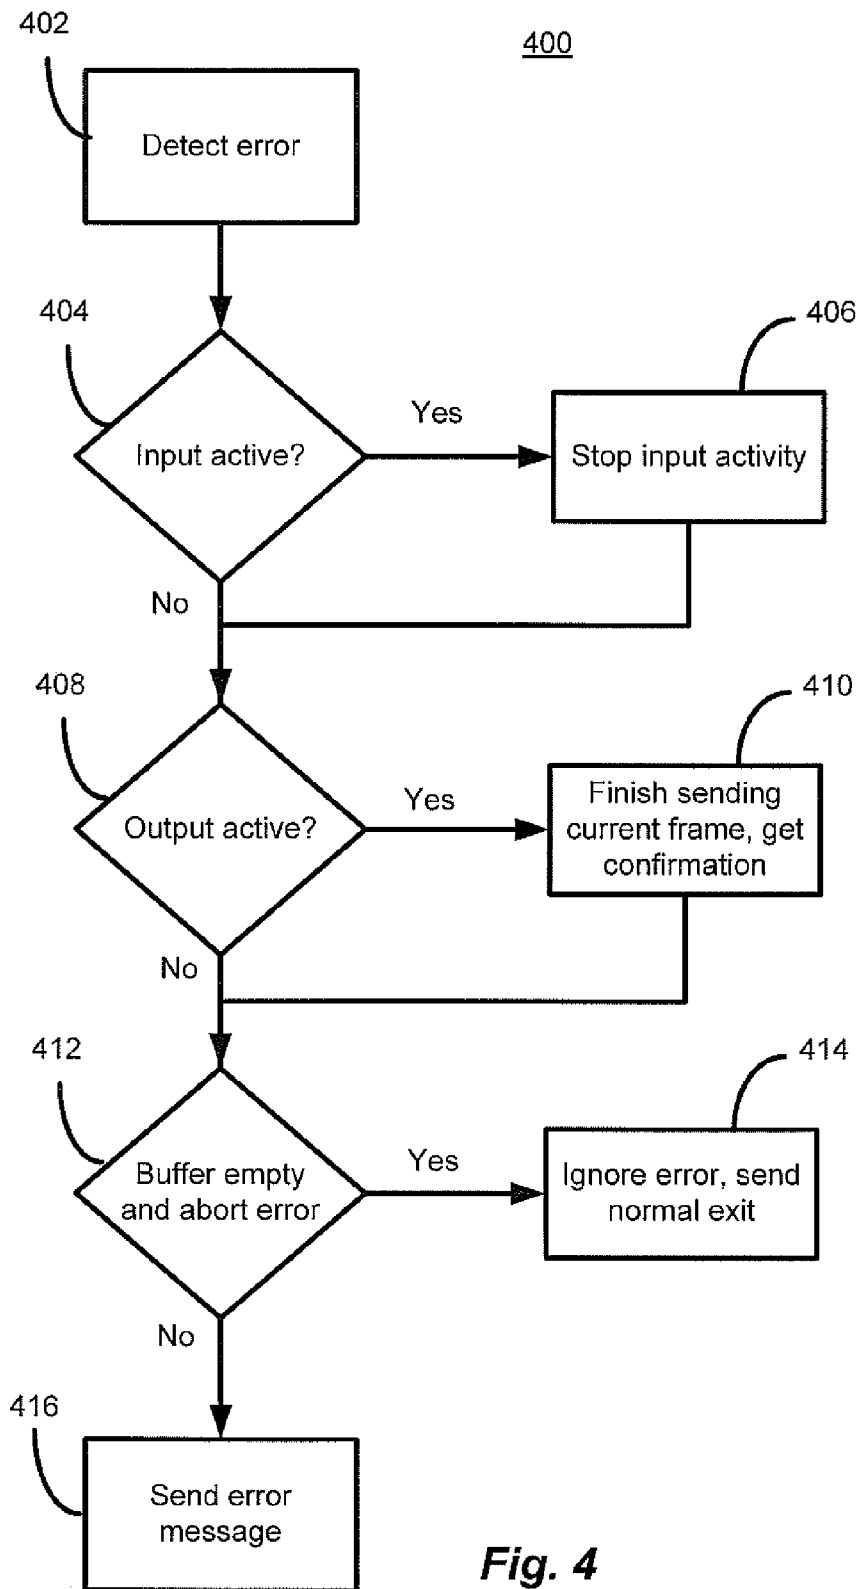 402
400
Detect error
404
406
Yes
Input active?
Stop input activity
No
408
410
Yes
Finish sending
current frame, get
confirmation
Output active?
No
412
414
Yes
Buffer empty
and abort error
Ignore error, send
normal exit
No
416
Send error
message
Fig. 4